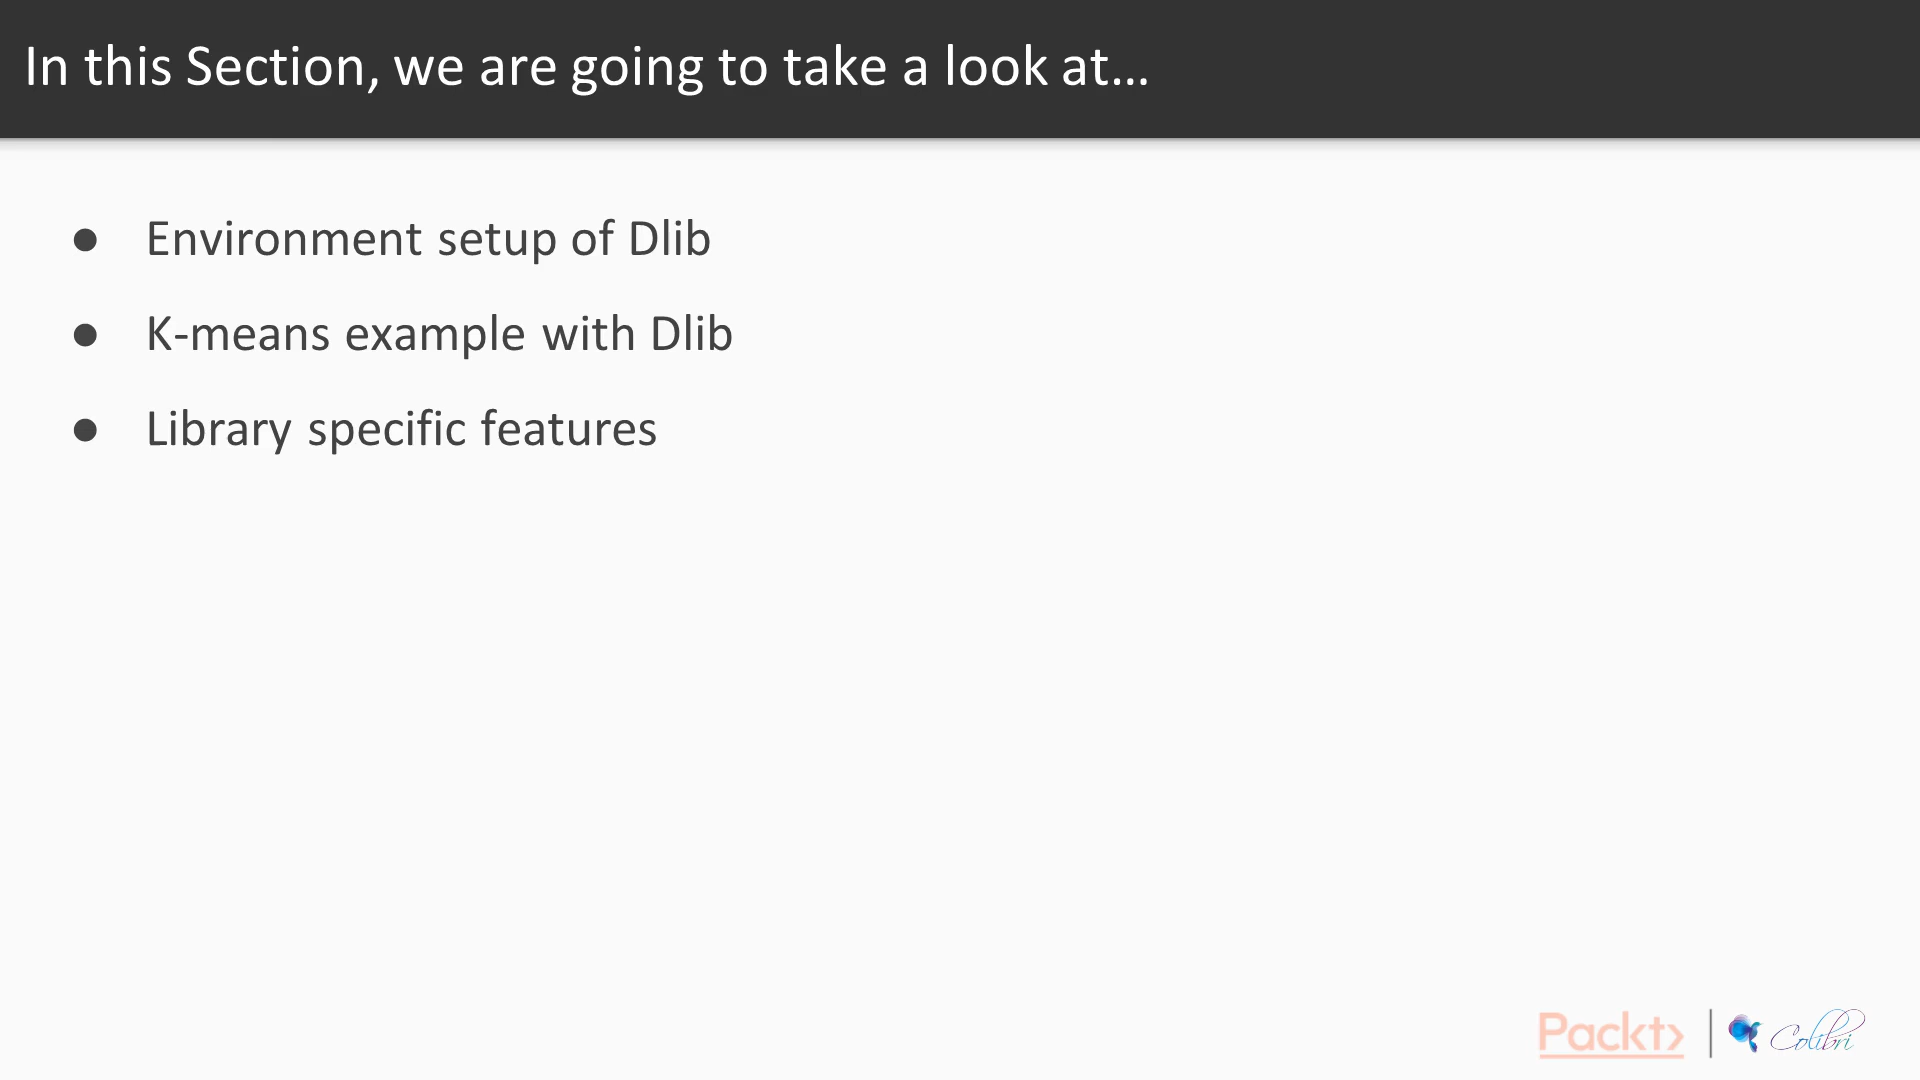 In this Section, we are going to take a look at...
● Environment setup of Dlib
● K-means example with Dlib
● Library specific features
Packt> | Colibri